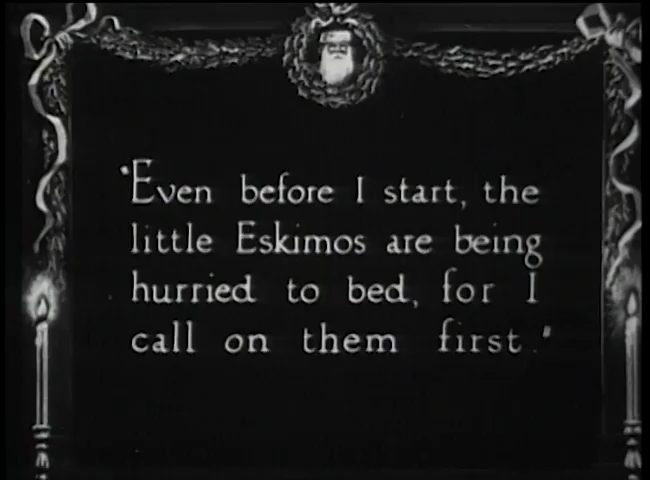 "Even before I start, the
little Eskimos are being
hurried to bed, for I
call on them first."